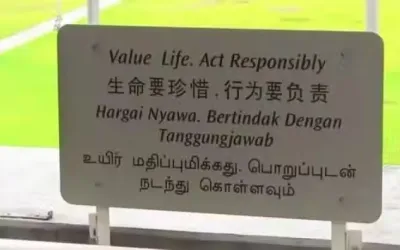 Value Life. Act Responsibly
生命要珍惜，行为要负责
Hargai Nyawa. Bertindak Dengan
Tanggungjawab
உயிர் மதிப்புமிக்கது. பொறுப்புடன்
நடந்து கொள்ளவும்